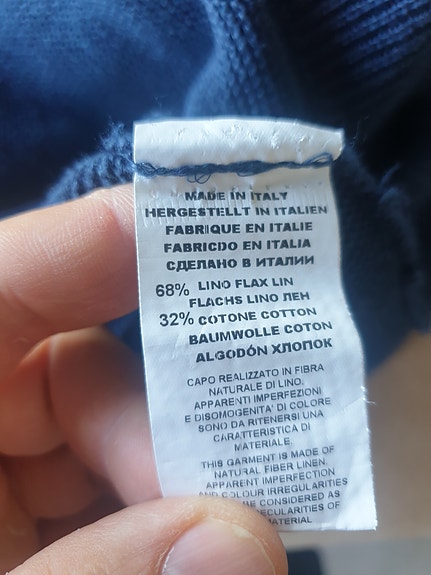 MADE IN ITALY
HERGESTELLT IN ITALIEN
FABRIQUE EN ITALIE
FABRICDO EN ITALIA
СДЕЛАНО В ИТАЛИИ
68% LINO FLAX LIN
FLACHS LINO ЛЕН
32% COTONE COTTON
BAUMWOLLE COTON
ALGODÓN ХЛОПОК
CAPO REALIZZATO IN FIBRA
NATURALE DI LINO.
APPARENTI IMPERFEZIONI
E DISOMOGENITA' DI COLORE
SONO DA RITENERSI UNA
CARATTERISTICA DI
MATERIALE.
THIS GARMENT IS MADE OF
NATURAL FIBER LINEN.
APPARENT IMPERFECTION
AND COLOUR IRREGULARITIES
CONSIDERED AS